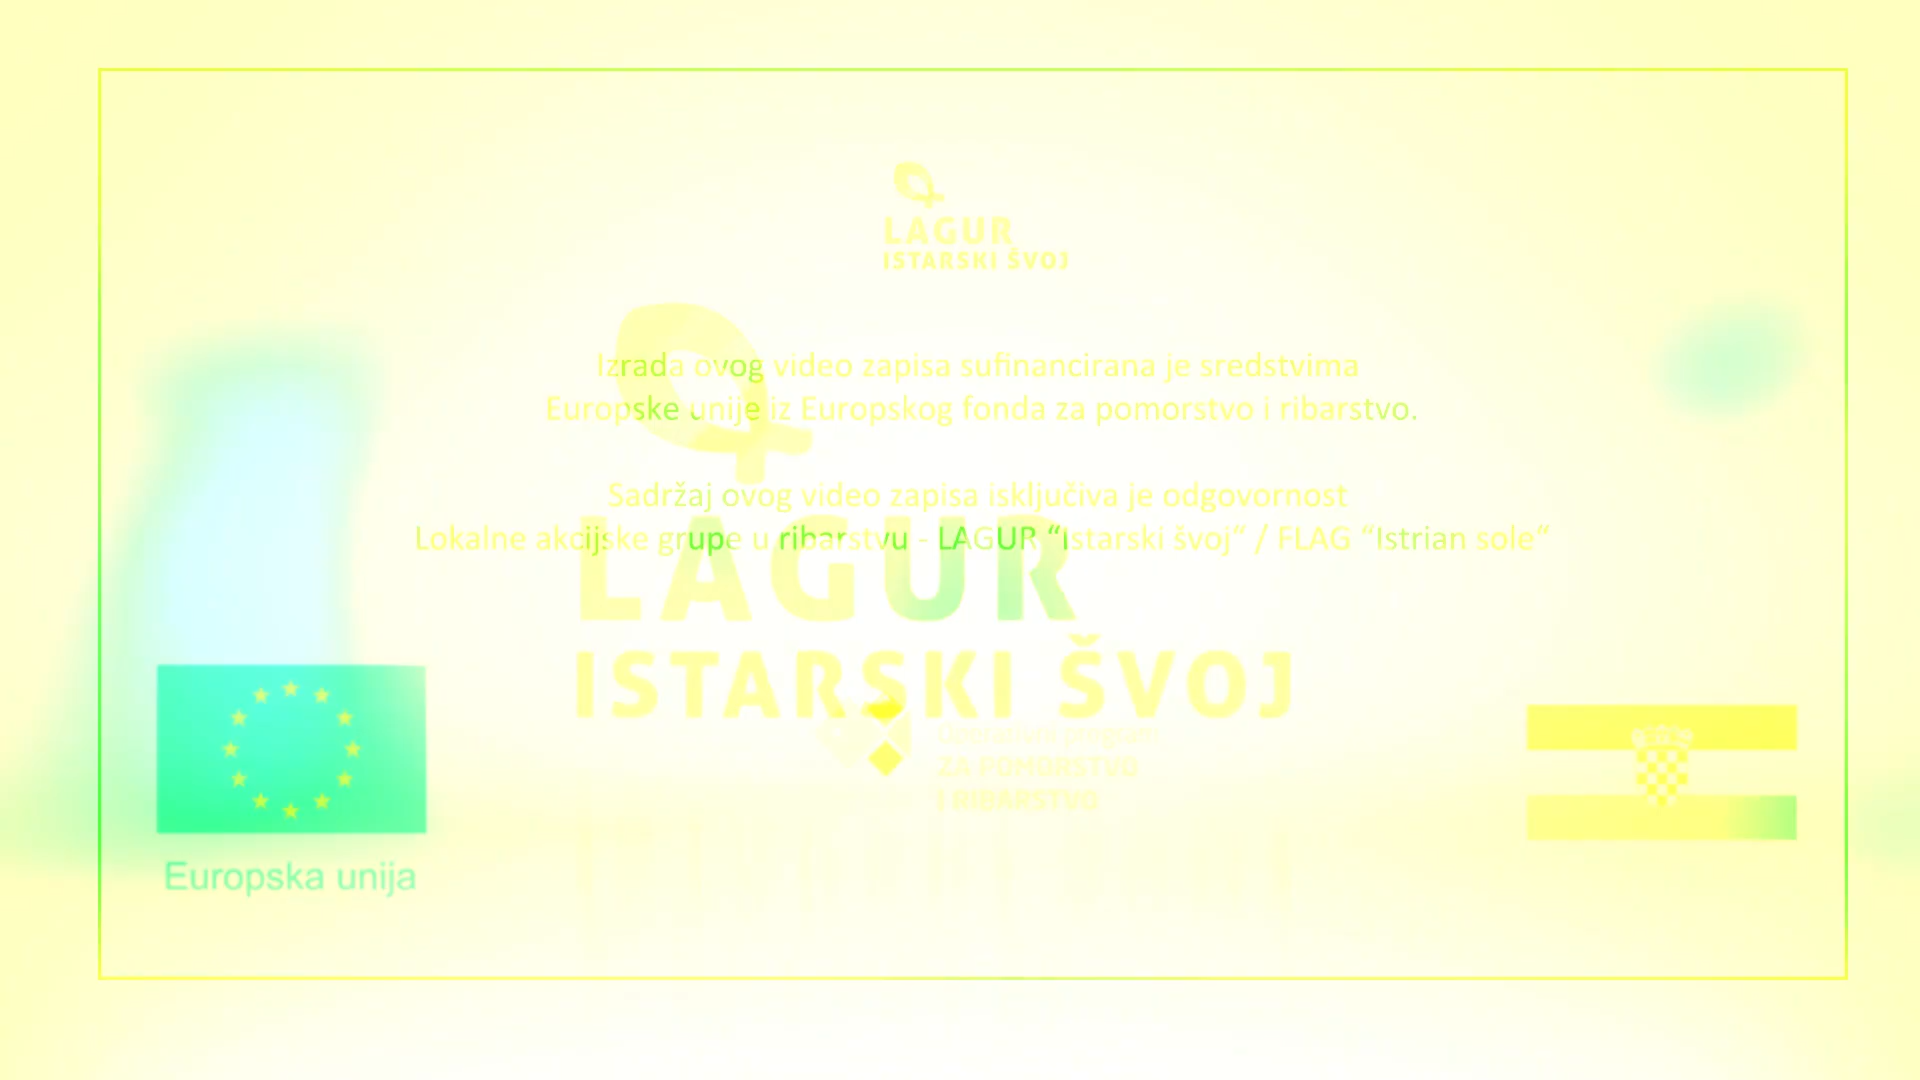 LAGUR
ISTARSKI ŠVOJ
Izrada ovog video zapisa sufinancirana je sredstvima
Europske unije iz Europskog fonda za pomorstvo i ribarstvo.
Sadržaj ovog video zapisa isključiva je odgovornost
Lokalne akcijske grupe u ribarstvu - LAGUR “Istarski švoj“ / FLAG “Istrian sole“
LAGUR
ISTARSKI ŠVOJ
Operativni program
ZA POMORSTVO
I RIBARSTVO
Europska unija